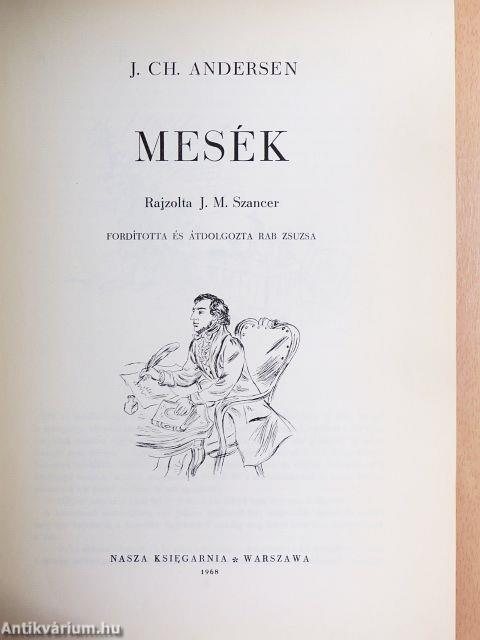 J. CH. ANDERSEN
MESÉK
Rajzolta J. M. Szancer
FORDÍTOTTA ÉS ÁTDOLGOZTA RAB ZSUZSA
NASZA KSIĘGARNIA * WARSZAWA
1968
Antikvárium.hu